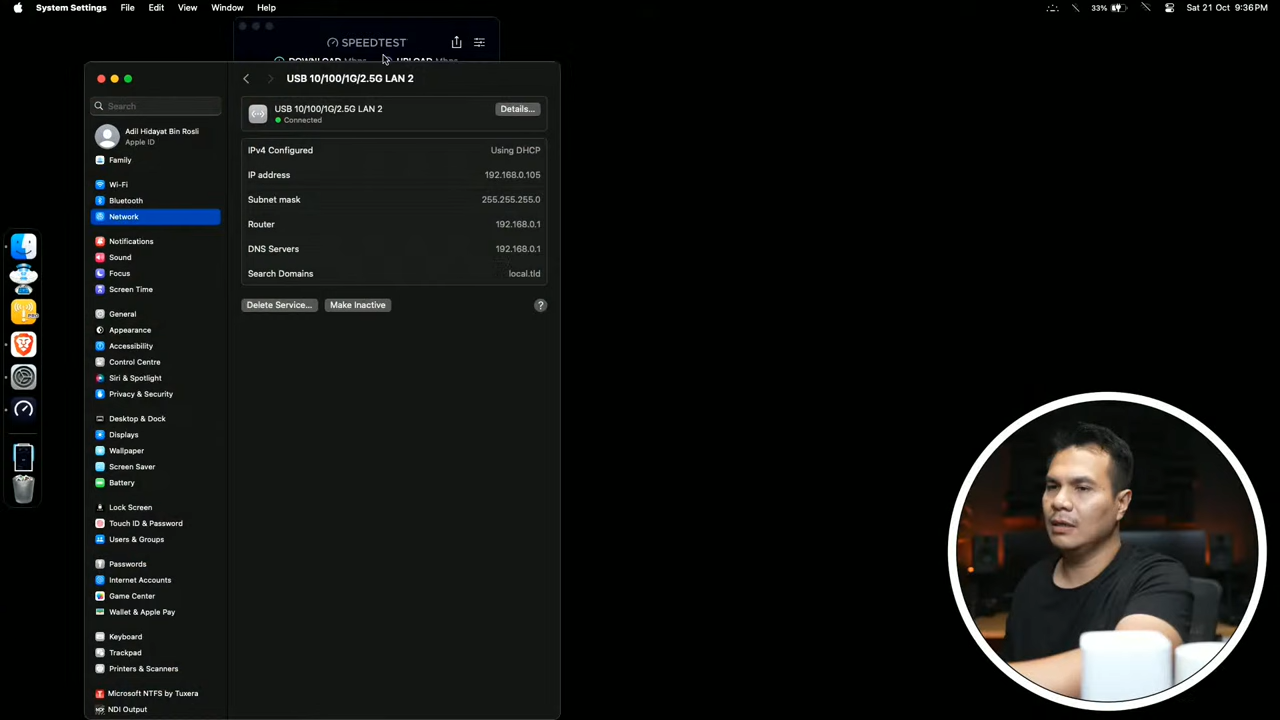 System Settings File Edit View Window Help
33% Sat 21 Oct 9:36PM
SPEEDTEST
DOWNLOAD Mbps UPLOAD Mbps
USB 10/100/1G/2.5G LAN 2
Search
Adil Hidayat Bin Rosli
Apple ID
Family
Wi-Fi
Bluetooth
Network
Notifications
Sound
Focus
Screen Time
General
Appearance
Accessibility
Control Centre
Siri & Spotlight
Privacy & Security
Desktop & Dock
Displays
Wallpaper
Screen Saver
Battery
Lock Screen
Touch ID & Password
Users & Groups
Passwords
Internet Accounts
Game Center
Wallet & Apple Pay
Keyboard
Trackpad
Printers & Scanners
Microsoft NTFS by Tuxera
NDI Output
USB 10/100/1G/2.5G LAN 2
Connected
Details...
IPv4 Configured Using DHCP
IP address 192.168.0.105
Subnet mask 255.255.255.0
Router 192.168.0.1
DNS Servers 192.168.0.1
Search Domains local.tld
Delete Service... Make Inactive ?
PRO